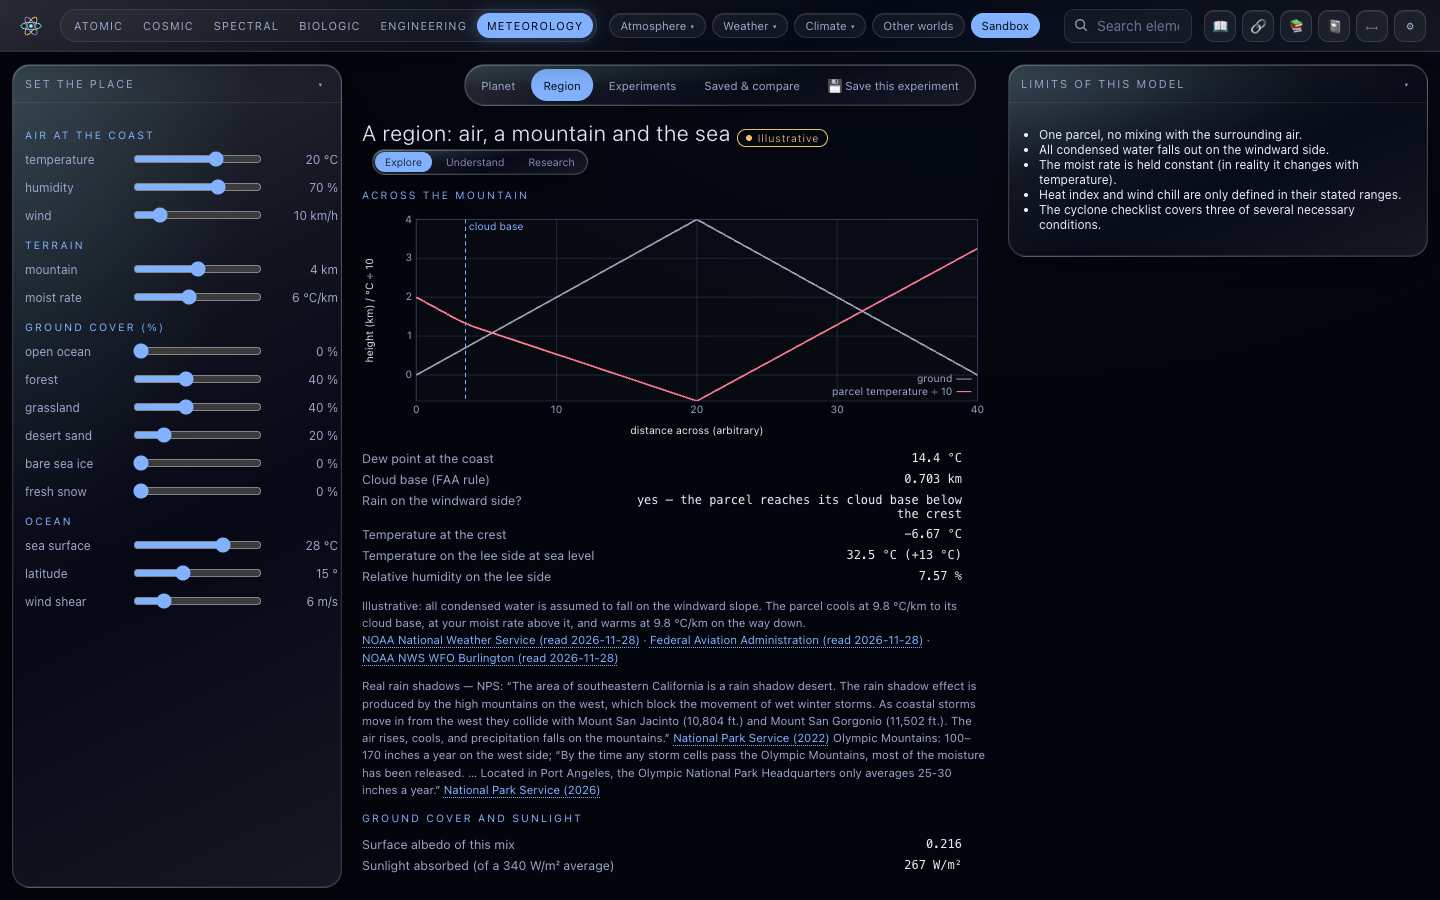 ATOMIC COSMIC SPECTRAL BIOLOGIC ENGINEERING METEOROLOGY Atmosphere ▾ Weather ▾ Climate ▾ Other worlds Sandbox Search elem
SET THE PLACE
AIR AT THE COAST
temperature 20 °C
humidity 70 %
wind 10 km/h
TERRAIN
mountain 4 km
moist rate 6 °C/km
GROUND COVER (%)
open ocean 0 %
forest 40 %
grassland 40 %
desert sand 20 %
bare sea ice 0 %
fresh snow 0 %
OCEAN
sea surface 28 °C
latitude 15 °
wind shear 6 m/s
Planet Region Experiments Saved & compare 💾 Save this experiment
A region: air, a mountain and the sea Illustrative
Explore Understand Research
ACROSS THE MOUNTAIN
cloud base
4
3
2
1
0
height (km) / °C ÷ 10
ground
parcel temperature ÷ 10
0 10 20 30 40
distance across (arbitrary)
Dew point at the coast 14.4 °C
Cloud base (FAA rule) 0.703 km
Rain on the windward side? yes — the parcel reaches its cloud base below
the crest
Temperature at the crest −6.67 °C
Temperature on the lee side at sea level 32.5 °C (+13 °C)
Relative humidity on the lee side 7.57 %
Illustrative: all condensed water is assumed to fall on the windward slope. The parcel cools at 9.8 °C/km to its
cloud base, at your moist rate above it, and warms at 9.8 °C/km on the way down.
NOAA National Weather Service (read 2026-11-28) · Federal Aviation Administration (read 2026-11-28) ·
NOAA NWS WFO Burlington (read 2026-11-28)
Real rain shadows — NPS: “The area of southeastern California is a rain shadow desert. The rain shadow effect is
produced by the high mountains on the west, which block the movement of wet winter storms. As coastal storms
move in from the west they collide with Mount San Jacinto (10,804 ft.) and Mount San Gorgonio (11,502 ft.). The
air rises, cools, and precipitation falls on the mountains.” National Park Service (2022) Olympic Mountains: 100–
170 inches a year on the west side; “By the time any storm cells pass the Olympic Mountains, most of the moisture
has been released. … Located in Port Angeles, the Olympic National Park Headquarters only averages 25-30
inches a year.” National Park Service (2026)
GROUND COVER AND SUNLIGHT
Surface albedo of this mix 0.216
Sunlight absorbed (of a 340 W/m² average) 267 W/m²
LIMITS OF THIS MODEL
• One parcel, no mixing with the surrounding air.
• All condensed water falls out on the windward side.
• The moist rate is held constant (in reality it changes with
temperature).
• Heat index and wind chill are only defined in their stated ranges.
• The cyclone checklist covers three of several necessary
conditions.